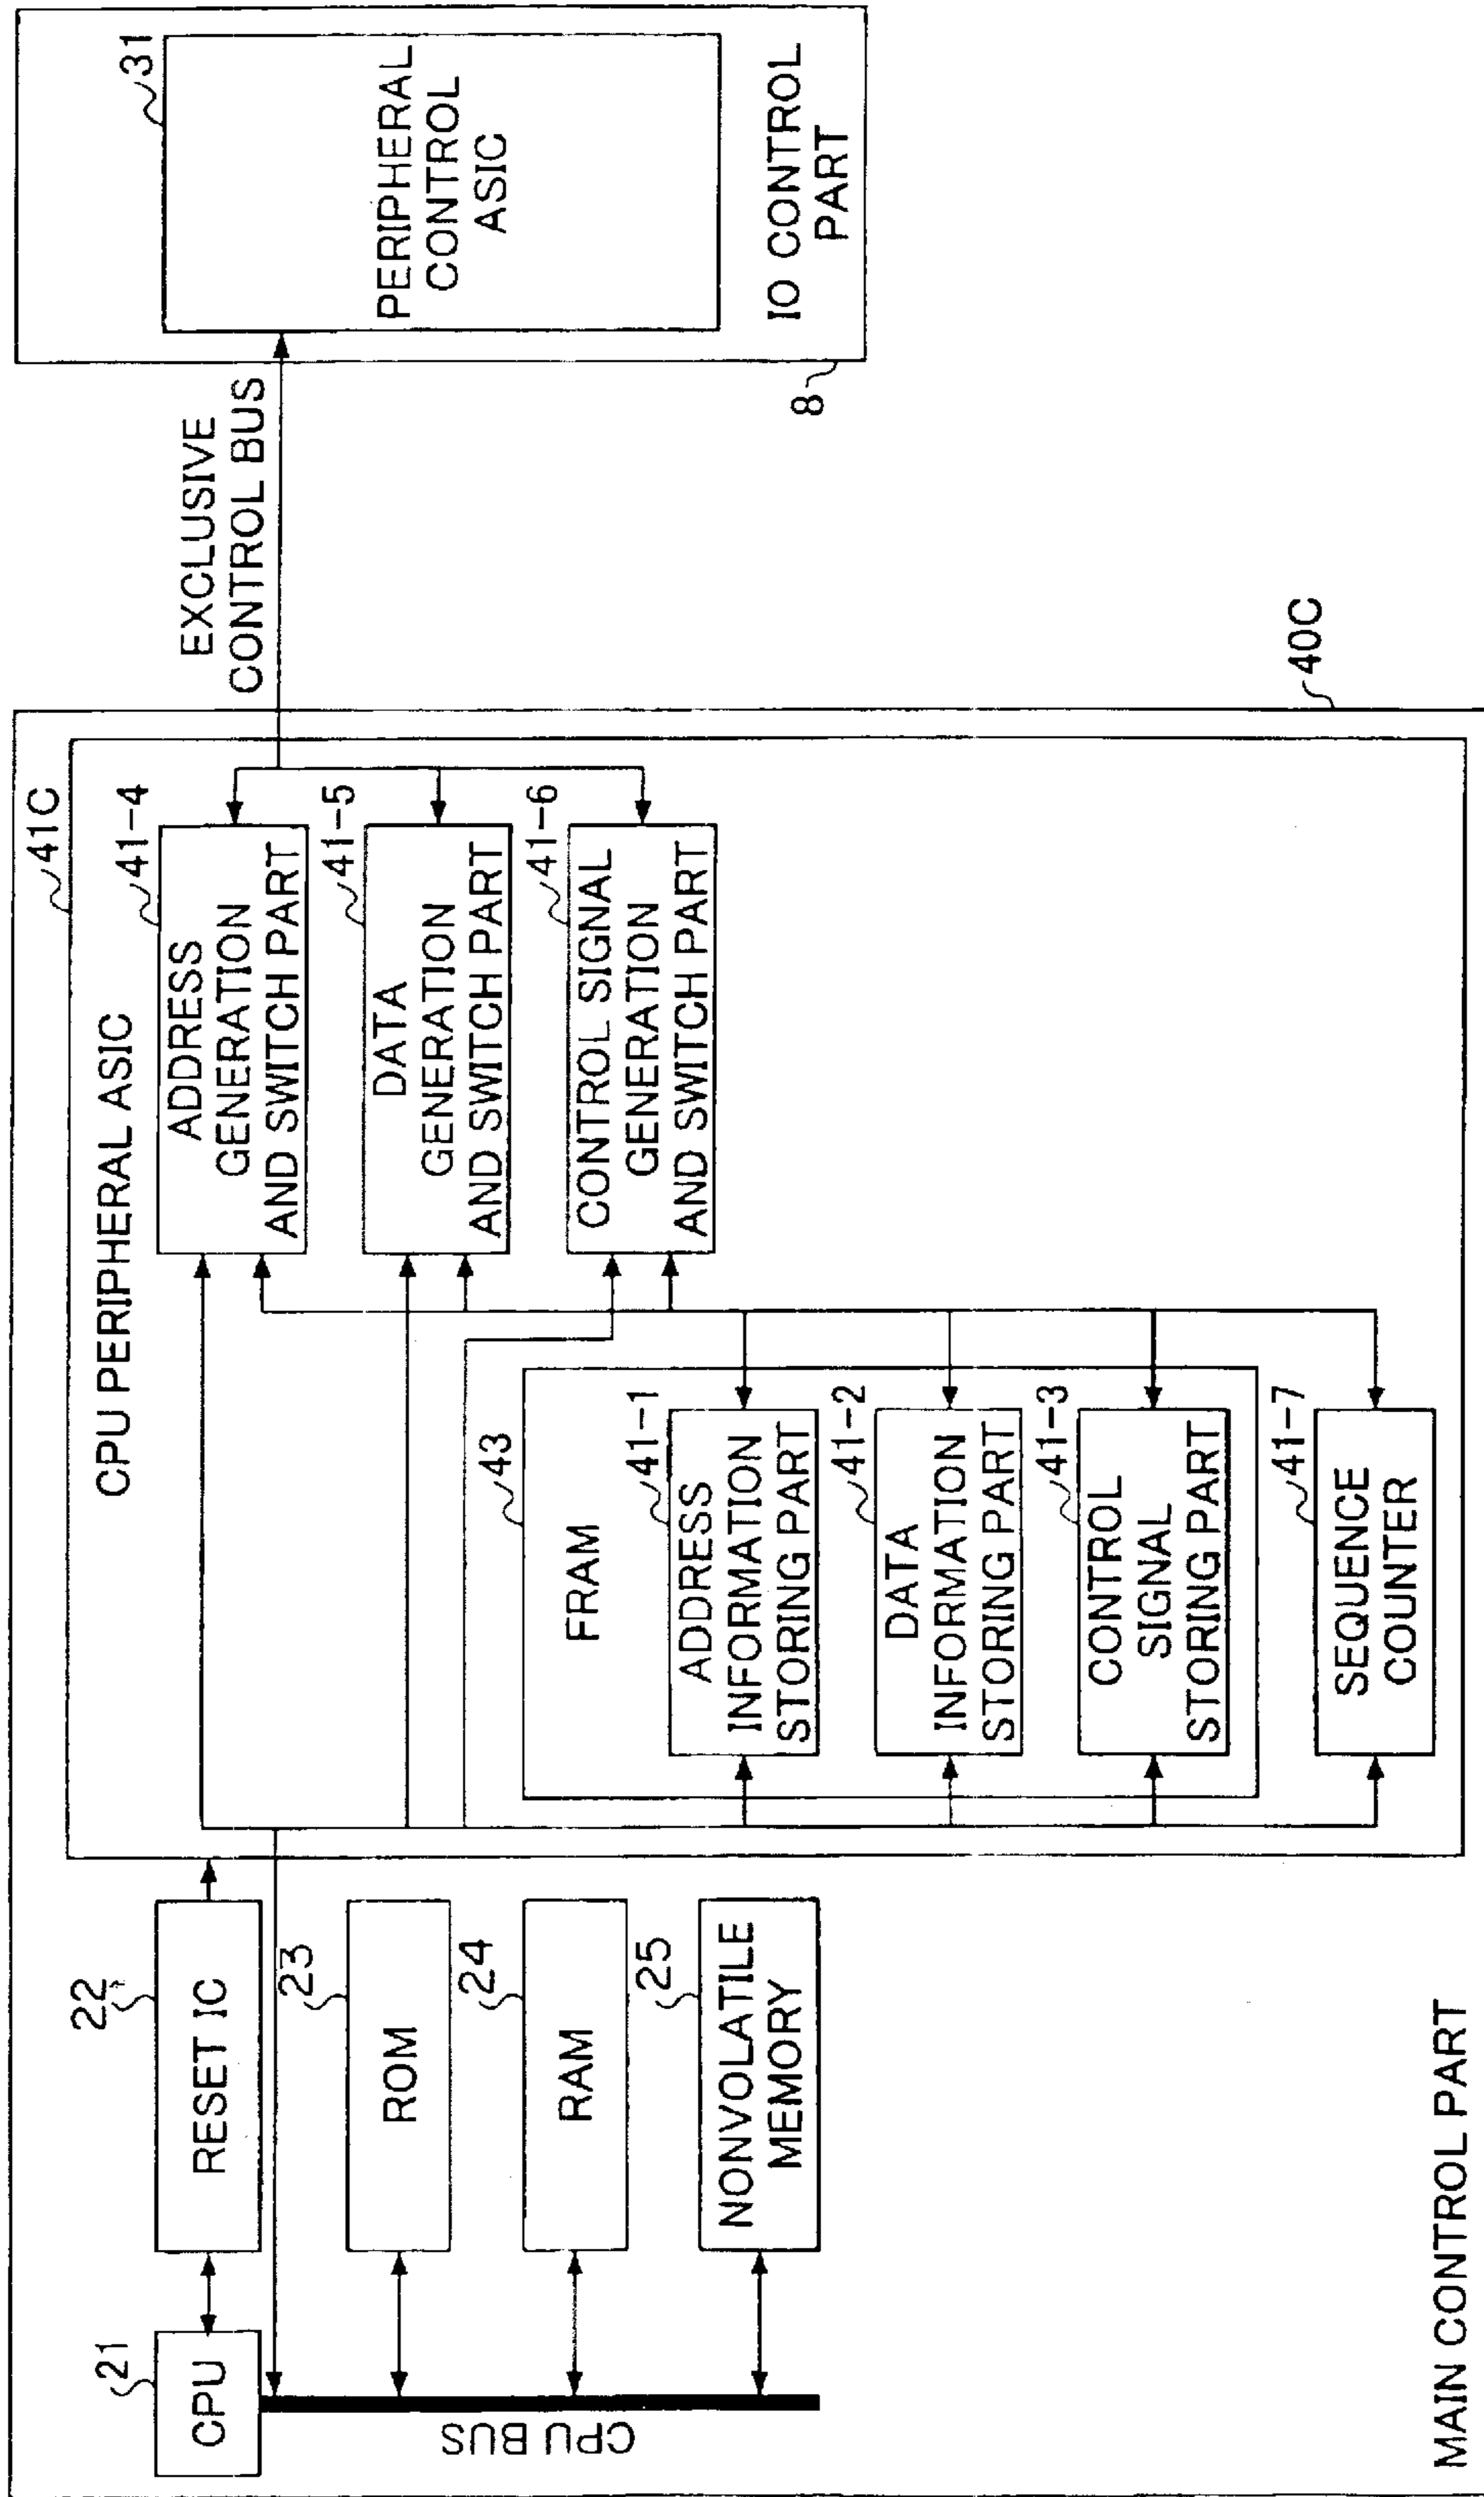 21
CPU
CPU BUS
22
RESET IC
23
ROM
24
RAM
25
NONVOLATILE
MEMORY
MAIN CONTROL PART
40C
41C
CPU PERIPHERAL ASIC
43
FRAM
41-1
ADDRESS
INFORMATION
STORING PART
41-2
DATA
INFORMATION
STORING PART
41-3
CONTROL
SIGNAL
STORING PART
41-7
SEQUENCE
COUNTER
41-4
ADDRESS
GENERATION
AND SWITCH PART
41-5
DATA
GENERATION
AND SWITCH PART
41-6
CONTROL SIGNAL
GENERATION
AND SWITCH PART
EXCLUSIVE
CONTROL BUS
8
31
PERIPHERAL
CONTROL
ASIC
IO CONTROL
PART